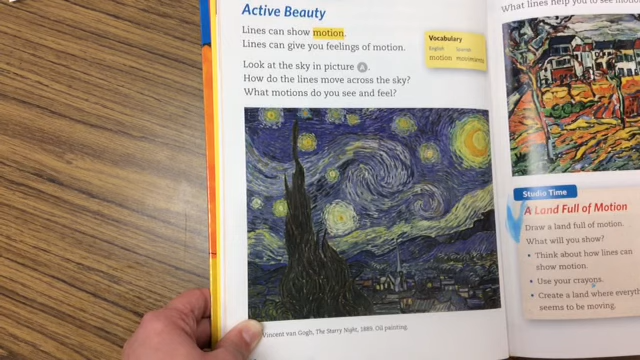 Active Beauty
Lines can show motion.
Lines can give you feelings of motion.
Look at the sky in picture A.
How do the lines move across the sky?
What motions do you see and feel?
Vocabulary
English Spanish
motion movimiento
Vincent van Gogh, The Starry Night, 1889. Oil painting.
What lines help you to see
Studio Time
A Land Full of Motion
Draw a land full of motion.
What will you show?
• Think about how lines can
show motion.
• Use your crayons.
• Create a land where
seems to be moving.